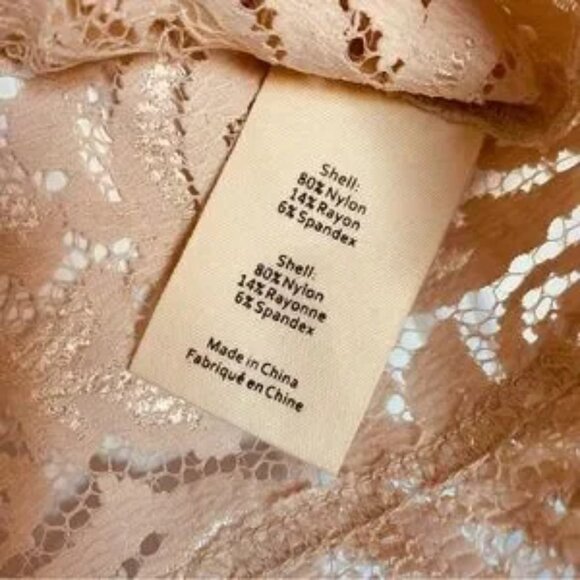 Shell:
80% Nylon
14% Rayon
6% Spandex
Shell:
80% Nylon
14% Rayonne
6% Spandex
Made in China
Fabriqué en Chine